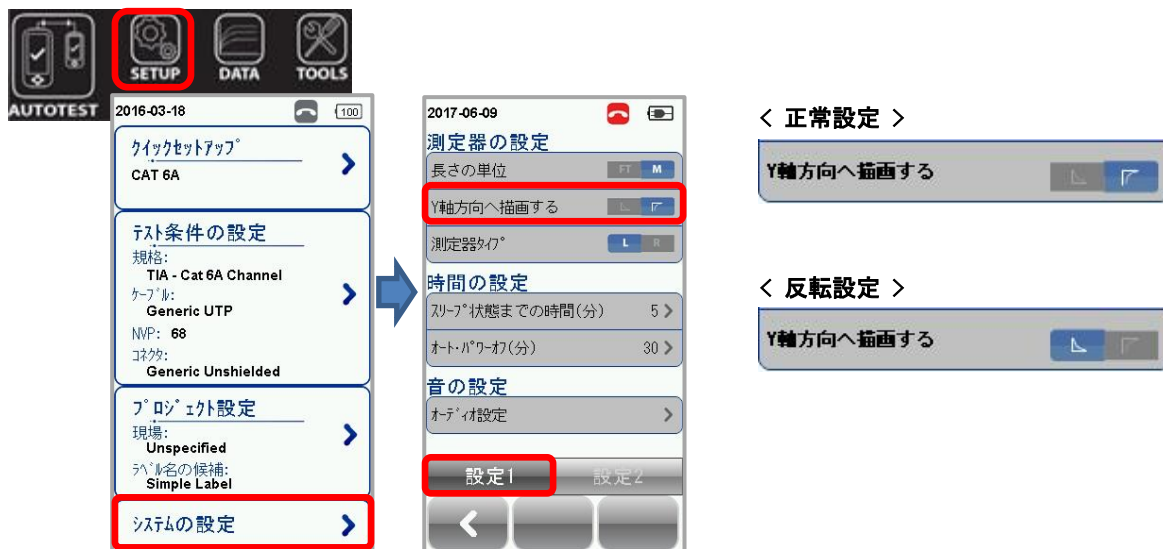 AUTOTEST
SETUP
DATA
TOOLS
2016-03-18
100
クイックセットアップ
CAT 6A
テスト条件の設定
規格:
TIA - Cat 6A Channel
ケーブル:
Generic UTP
NVP: 68
コネクタ:
Generic Unshielded
プロジェクト設定
現場:
Unspecified
ラベル名の候補:
Simple Label
システムの設定
2017-06-09
測定器の設定
長さの単位 FT M
Y軸方向へ描画する
測定器タイプ L R
時間の設定
スリープ状態までの時間(分) 5
オート・パワーオフ(分) 30
音の設定
オーディオ設定
設定1 設定2
< 正常設定 >
Y軸方向へ描画する
< 反転設定 >
Y軸方向へ描画する